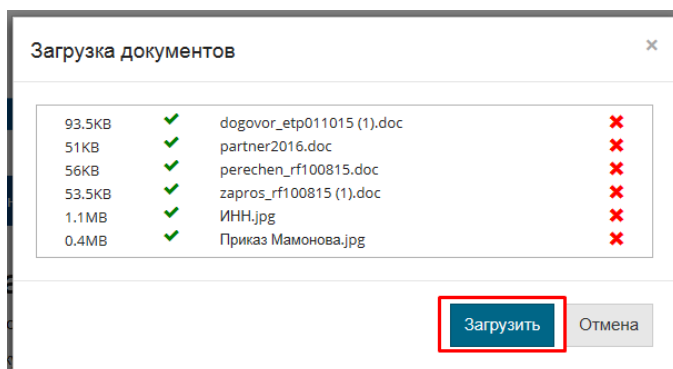 Загрузка документов
93.5KB dogovor_etp011015 (1).doc
51KB partner2016.doc
56KB perechen_rf100815.doc
53.5KB zapros_rf100815 (1).doc
1.1MB ИНН.jpg
0.4MB Приказ Мамонова.jpg
Загрузить Отмена